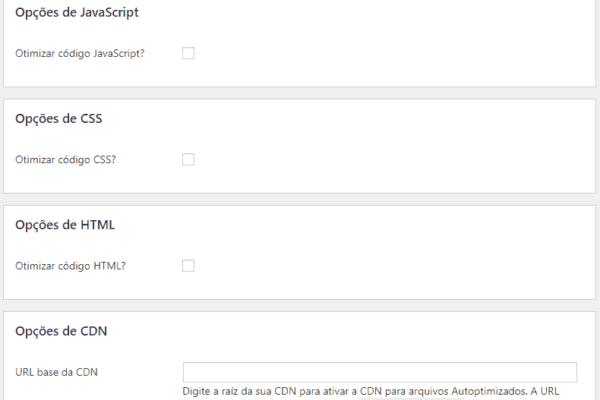 Opções de JavaScript
Otimizar código JavaScript?
Opções de CSS
Otimizar código CSS?
Opções de HTML
Otimizar código HTML?
Opções de CDN
URL base da CDN
Digite a raíz da sua CDN para ativar a CDN para arquivos Autoptimizados. A URL